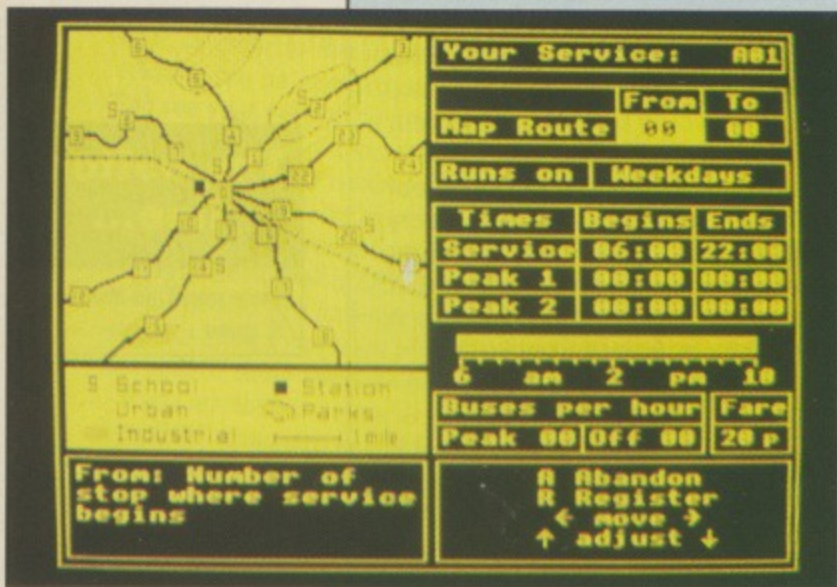 Your Service: A01
From To
Map Route 00 00
Runs on Weekdays
Times Begins Ends
Service 06:00 22:00
Peak 1 00:00 00:00
Peak 2 00:00 00:00
6 am 2 pm 10
Buses per hour Fare
Peak 00 Off 00 20 p
S School ■ Station
Urban Parks
Industrial 1 mile
From: Number of
stop where service
begins
A Abandon
R Register
← move →
↑ adjust ↓